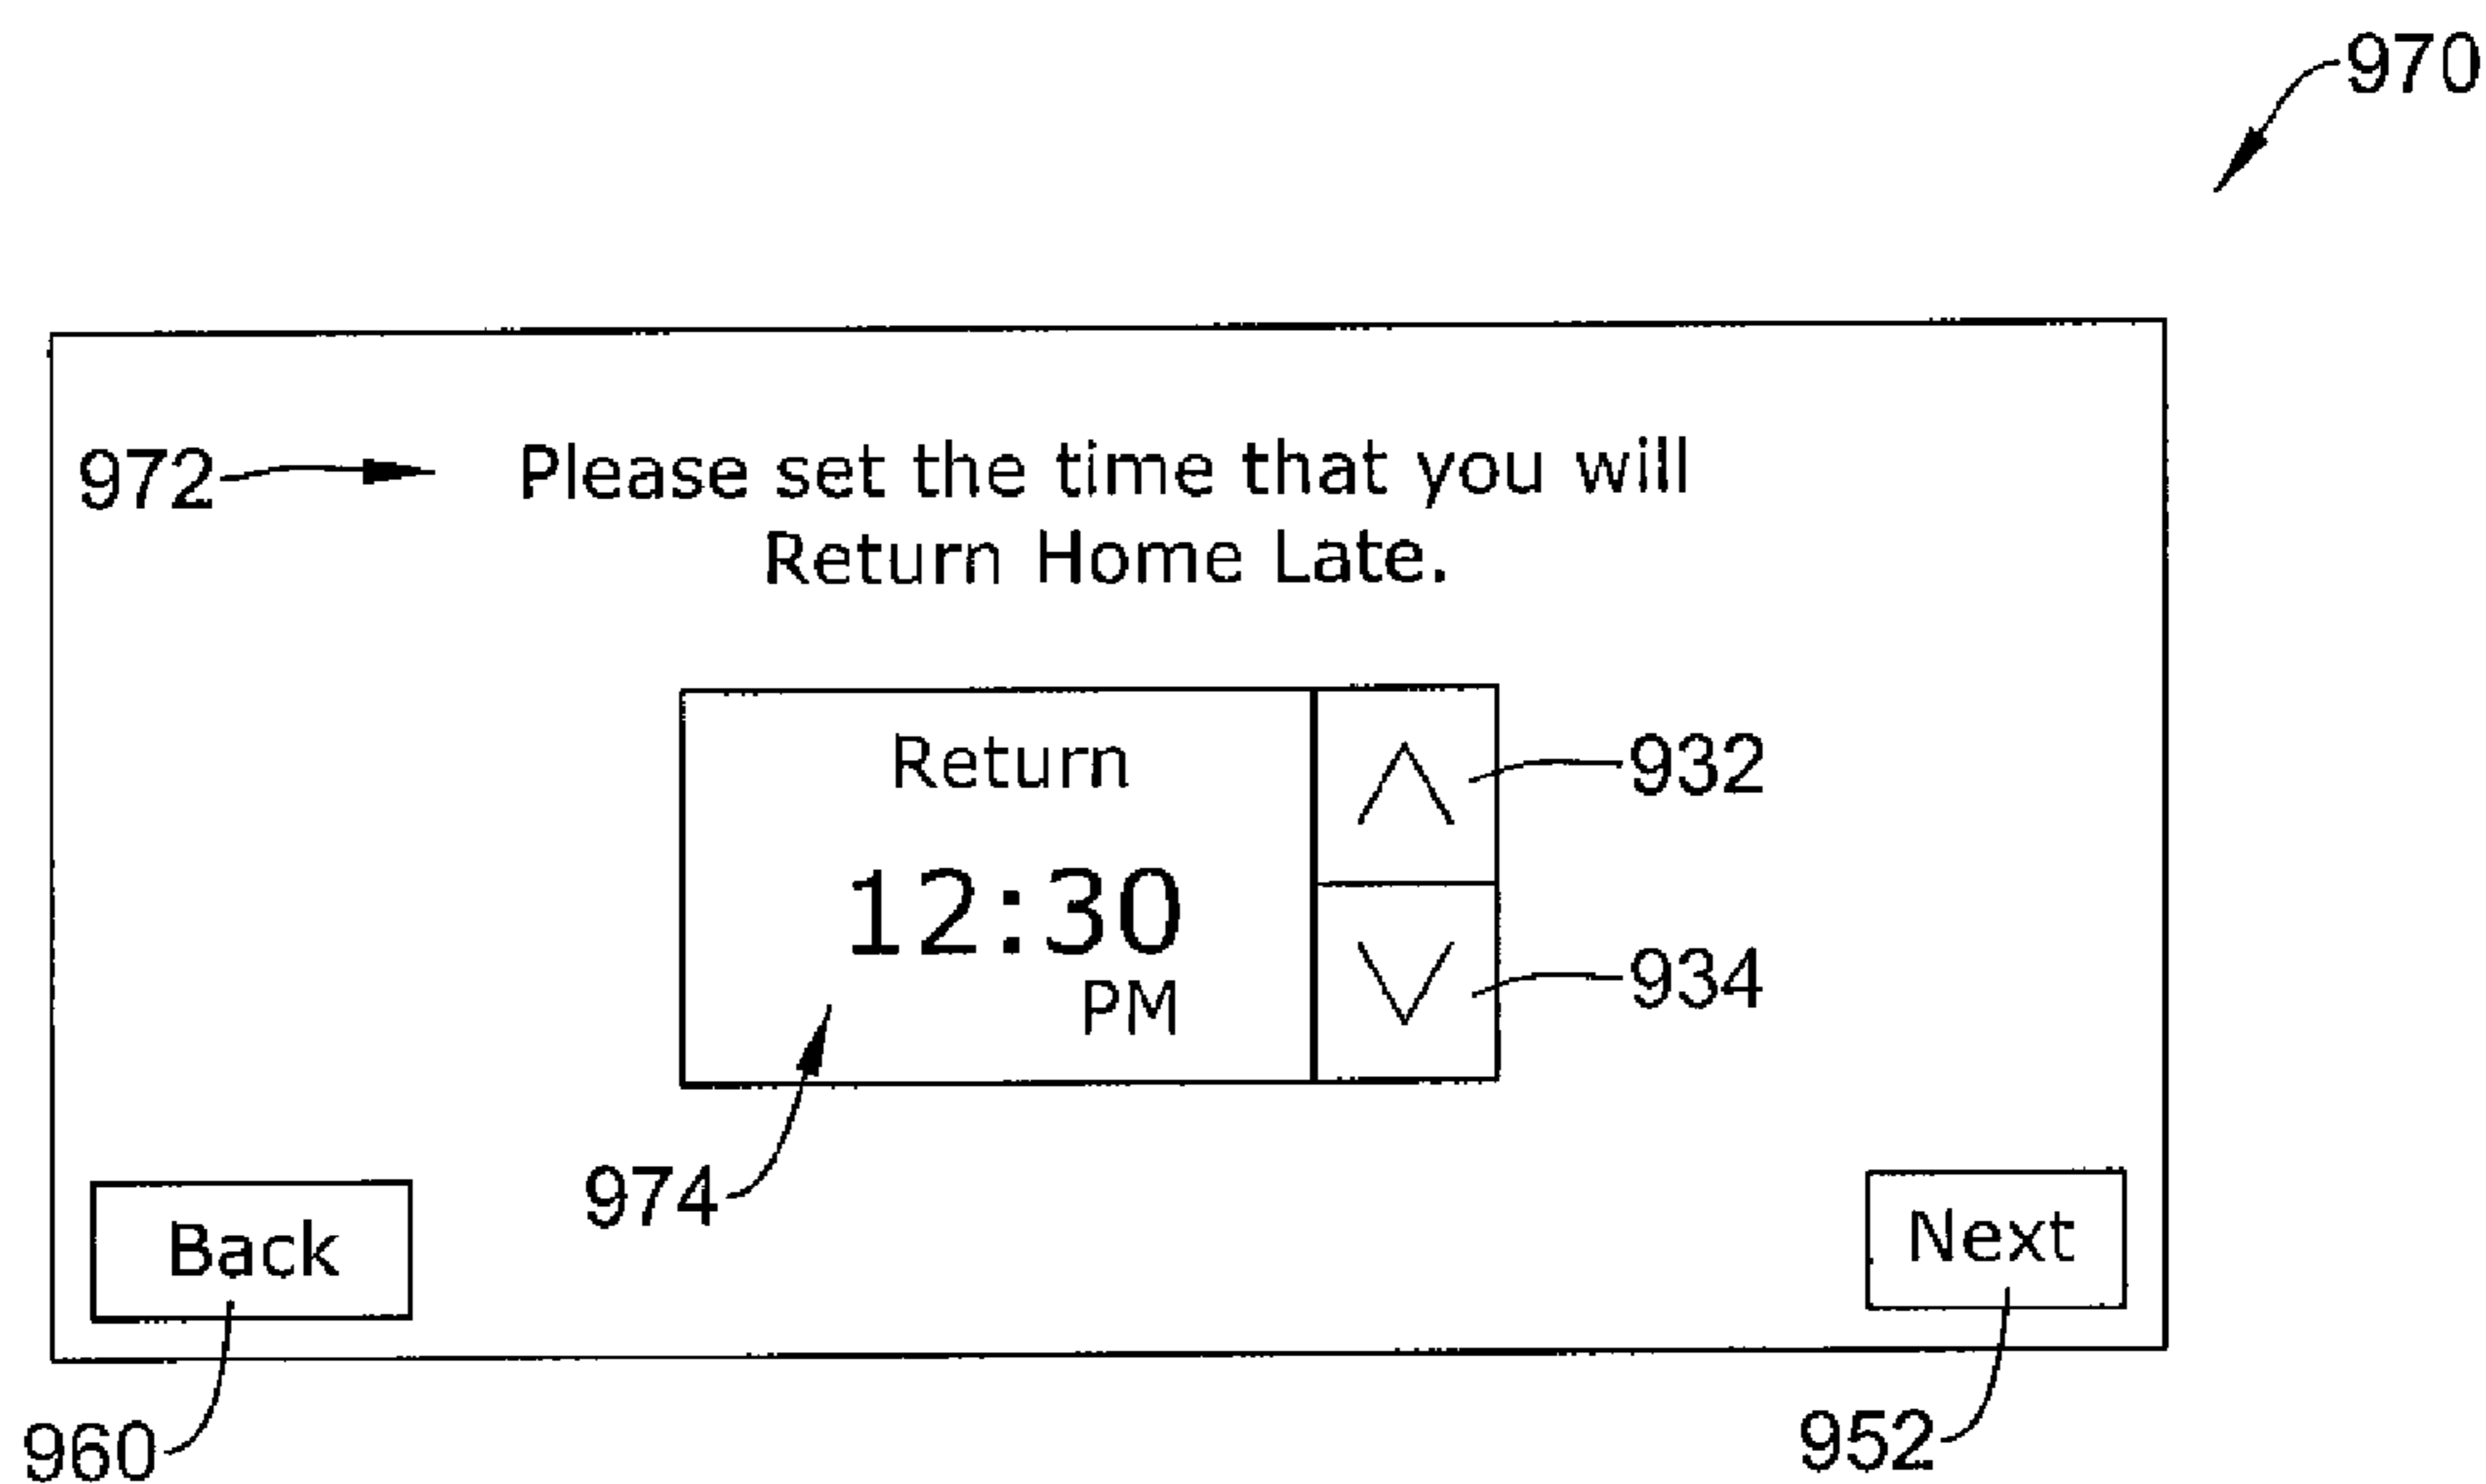 970
972 Please set the time that you will
Return Home Late.
Return
932
12:30
934
PM
974
Back
Next
960
952